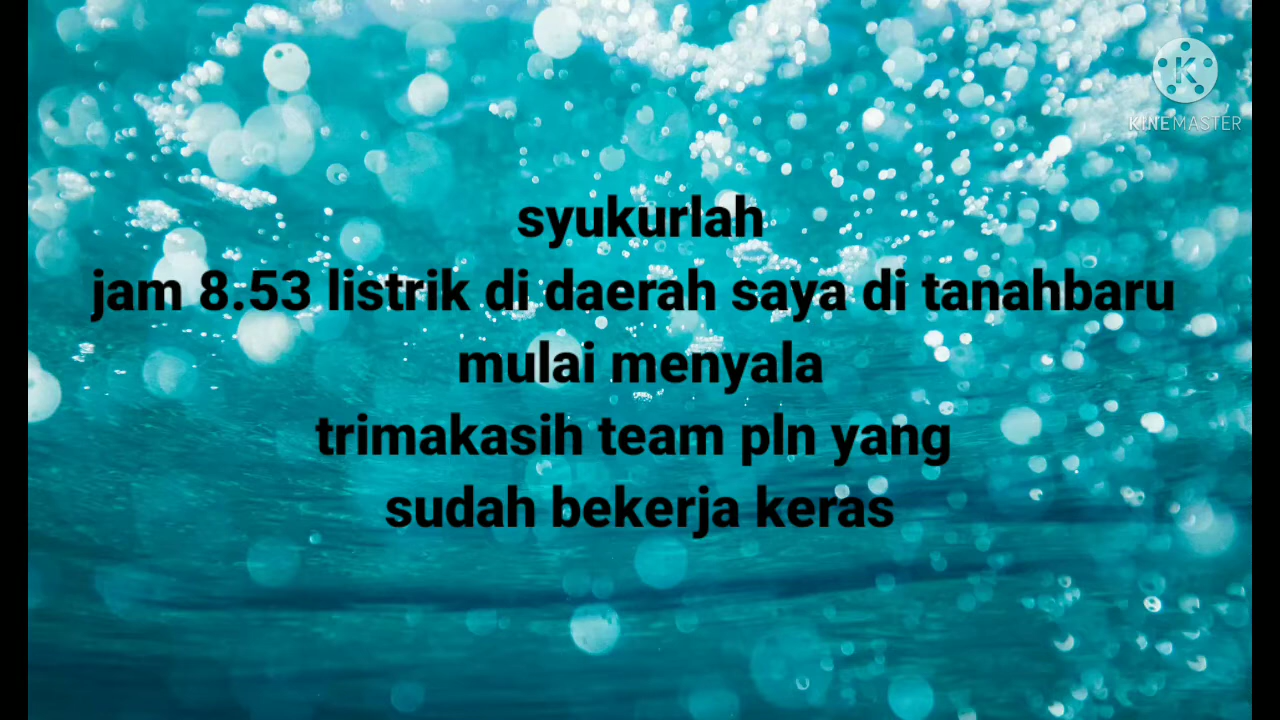 KINEMASTER
syukurlah
jam 8.53 listrik di daerah saya di tanahbaru
mulai menyala
trimakasih team pln yang
sudah bekerja keras